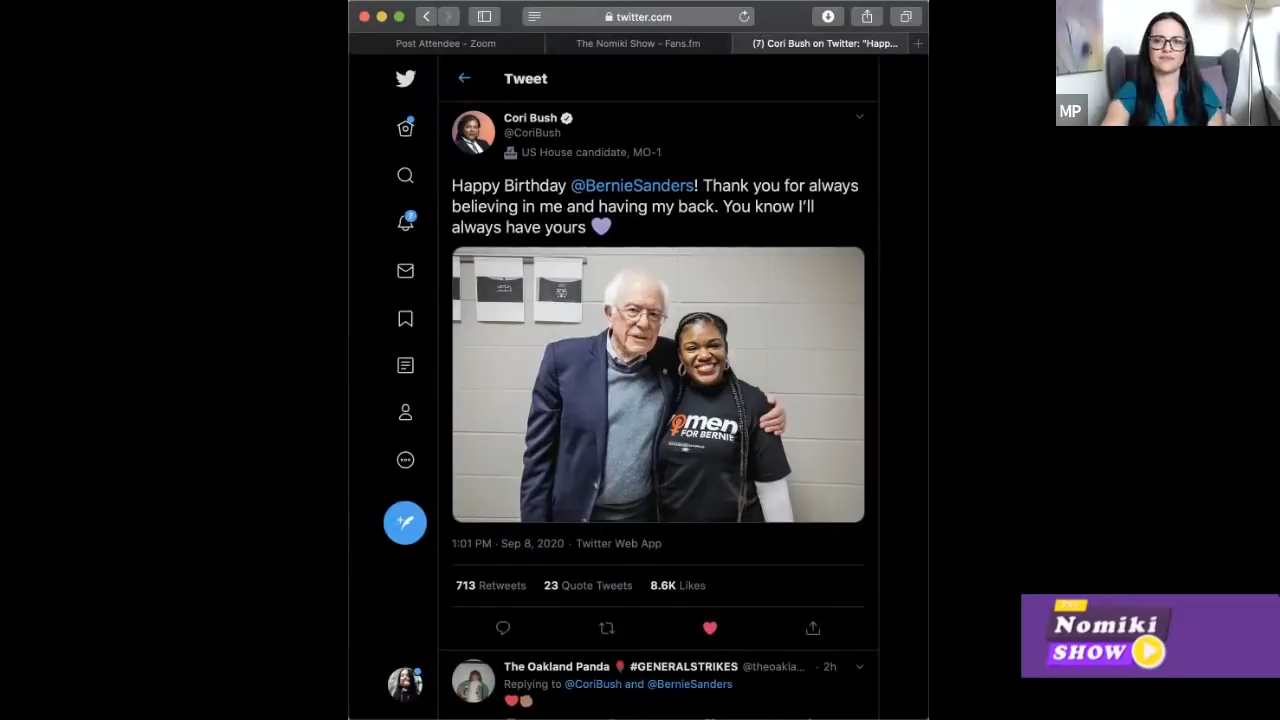 twitter.com
Post Attendee - Zoom
The Nomiki Show - Fans.fm
(7) Cori Bush on Twitter: "Happ...
Tweet
Cori Bush
@CoriBush
US House candidate, MO-1
Happy Birthday @BernieSanders! Thank you for always
believing in me and having my back. You know I'll
always have yours 💜
women
FOR BERNIE
1:01 PM · Sep 8, 2020 · Twitter Web App
713 Retweets 23 Quote Tweets 8.6K Likes
The Oakland Panda 🌹 #GENERALSTRIKES @theoakla... · 2h
Replying to @CoriBush and @BernieSanders
7
MP
THE
Nomiki
SHOW